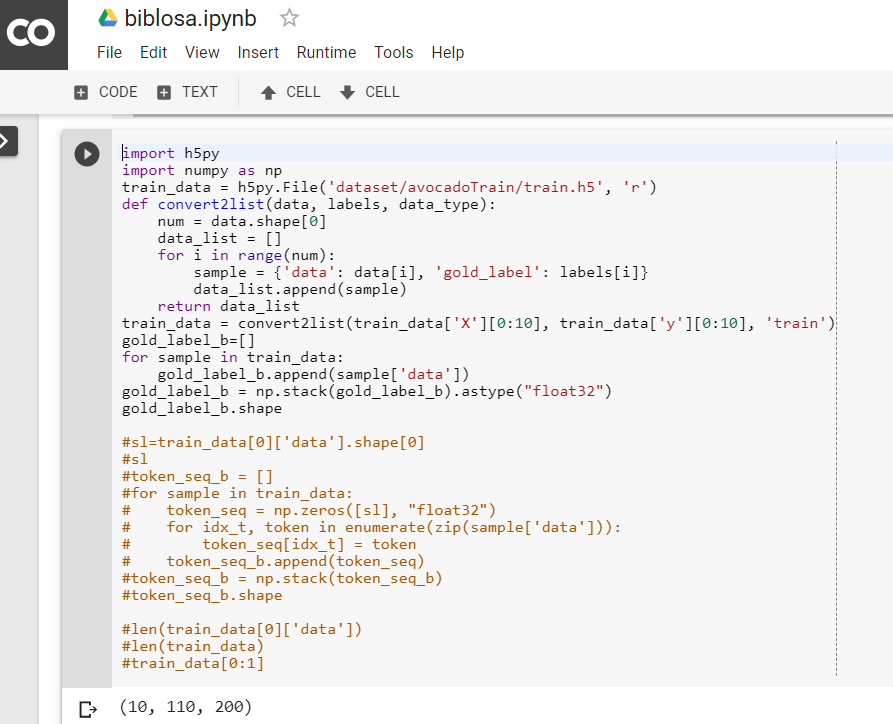 CO
biblosa.ipynb
File Edit View Insert Runtime Tools Help
CODE TEXT CELL CELL
import h5py
import numpy as np
train_data = h5py.File('dataset/avocadoTrain/train.h5', 'r')
def convert2list(data, labels, data_type):
    num = data.shape[0]
    data_list = []
    for i in range(num):
        sample = {'data': data[i], 'gold_label': labels[i]}
        data_list.append(sample)
    return data_list
train_data = convert2list(train_data['X'][0:10], train_data['y'][0:10], 'train')
gold_label_b=[]
for sample in train_data:
    gold_label_b.append(sample['data'])
gold_label_b = np.stack(gold_label_b).astype("float32")
gold_label_b.shape
#sl=train_data[0]['data'].shape[0]
#sl
#token_seq_b = []
#for sample in train_data:
#    token_seq = np.zeros([sl], "float32")
#    for idx_t, token in enumerate(zip(sample['data'])):
#        token_seq[idx_t] = token
#    token_seq_b.append(token_seq)
#token_seq_b = np.stack(token_seq_b)
#token_seq_b.shape
#len(train_data[0]['data'])
#len(train_data)
#train_data[0:1]
(10, 110, 200)